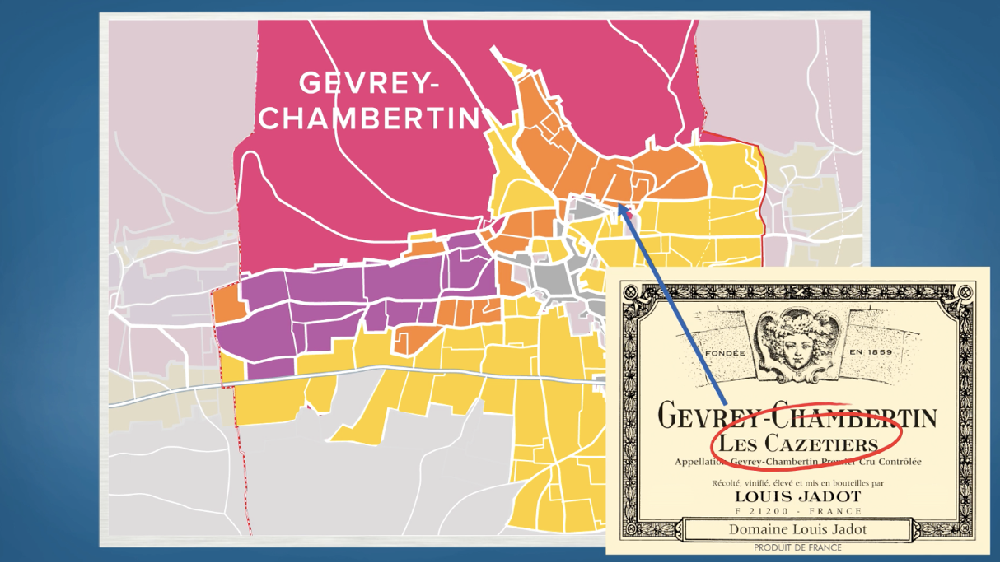 GEVREY-
CHAMBERTIN
FONDÉE EN 1859
GEVREY-CHAMBERTIN
LES CAZETIERS
Appellation Gevrey-Chambertin Premier Cru Contrôlée
Récolté, vinifié, élevé et mis en bouteilles par
LOUIS JADOT
F 21200 - FRANCE
Domaine Louis Jadot
PRODUIT DE FRANCE